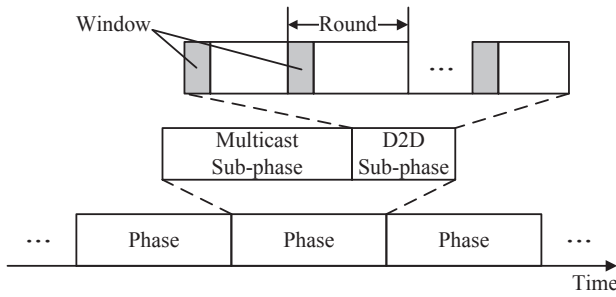 Window
Round
...
Multicast
Sub-phase
D2D
Sub-phase
...
Phase
Phase
Phase
...
Time